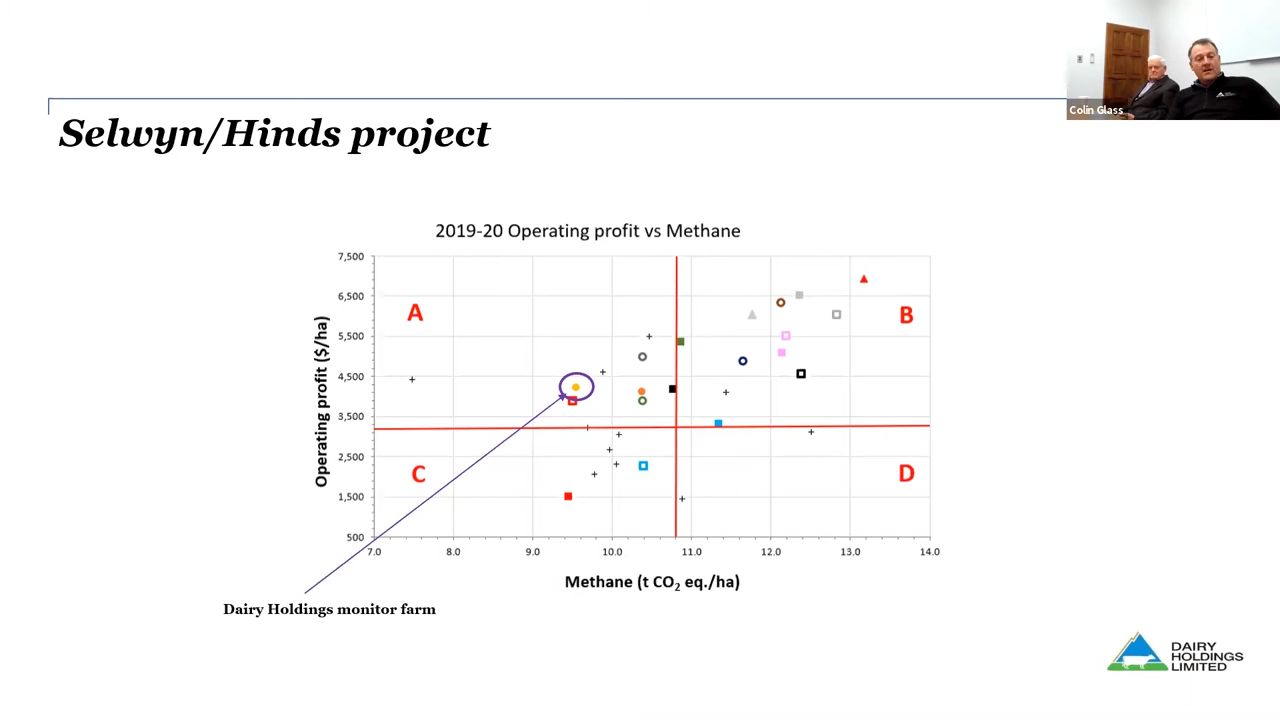 Colin Glass
Selwyn/Hinds project
2019-20 Operating profit vs Methane
Operating profit ($/ha)
7,500
6,500
5,500
4,500
3,500
2,500
1,500
500
A
B
C
D
7.0 8.0 9.0 10.0 11.0 12.0 13.0 14.0
Methane (t CO₂ eq./ha)
Dairy Holdings monitor farm
DAIRY
HOLDINGS
LIMITED